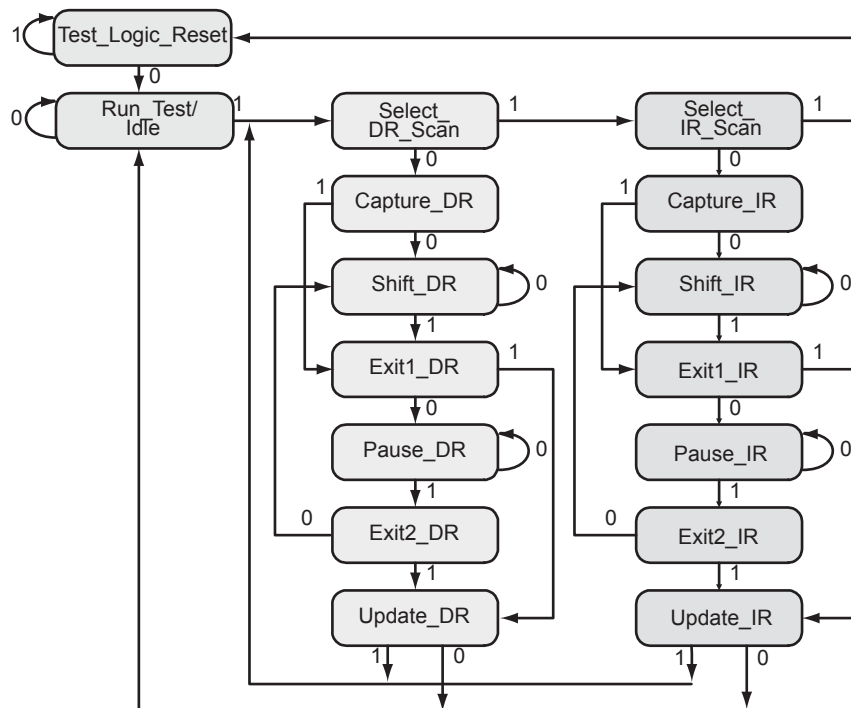 1
Test_Logic_Reset
0
0
Run_Test/
Idle
1
Select_
DR_Scan
1
Select_
IR_Scan
1
0
0
1
Capture_DR
1
Capture_IR
0
0
Shift_DR
0
Shift_IR
0
1
1
Exit1_DR
1
Exit1_IR
1
0
0
Pause_DR
0
Pause_IR
0
1
1
0
Exit2_DR
0
Exit2_IR
1
1
Update_DR
Update_IR
1
0
1
0